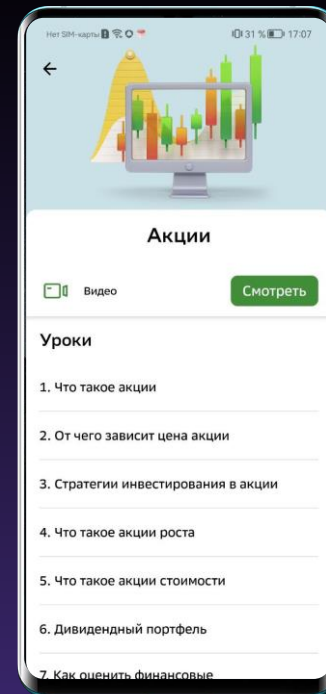 Нет SIM-карты 31 % 17:07
Акции
Видео Смотреть
Уроки
1. Что такое акции
2. От чего зависит цена акции
3. Стратегии инвестирования в акции
4. Что такое акции роста
5. Что такое акции стоимости
6. Дивидендный портфель
7. Как оценить финансовые